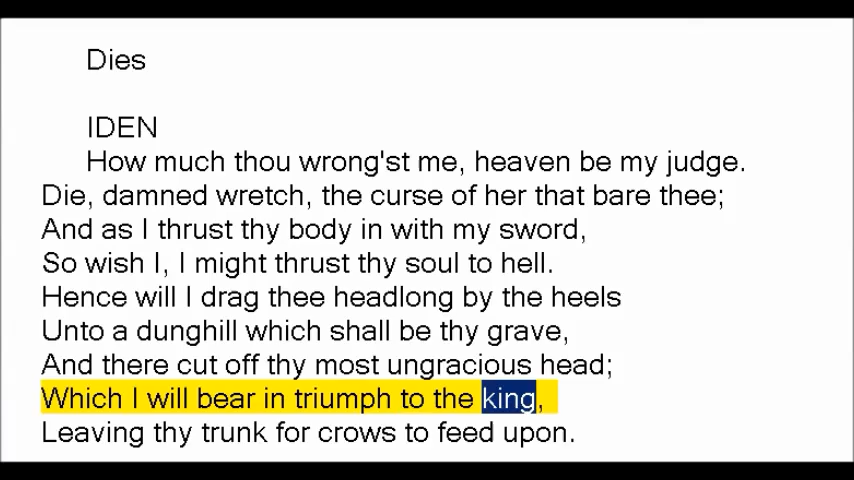 Dies
IDEN
How much thou wrong'st me, heaven be my judge.
Die, damned wretch, the curse of her that bare thee;
And as I thrust thy body in with my sword,
So wish I, I might thrust thy soul to hell.
Hence will I drag thee headlong by the heels
Unto a dunghill which shall be thy grave,
And there cut off thy most ungracious head;
Which I will bear in triumph to the king,
Leaving thy trunk for crows to feed upon.